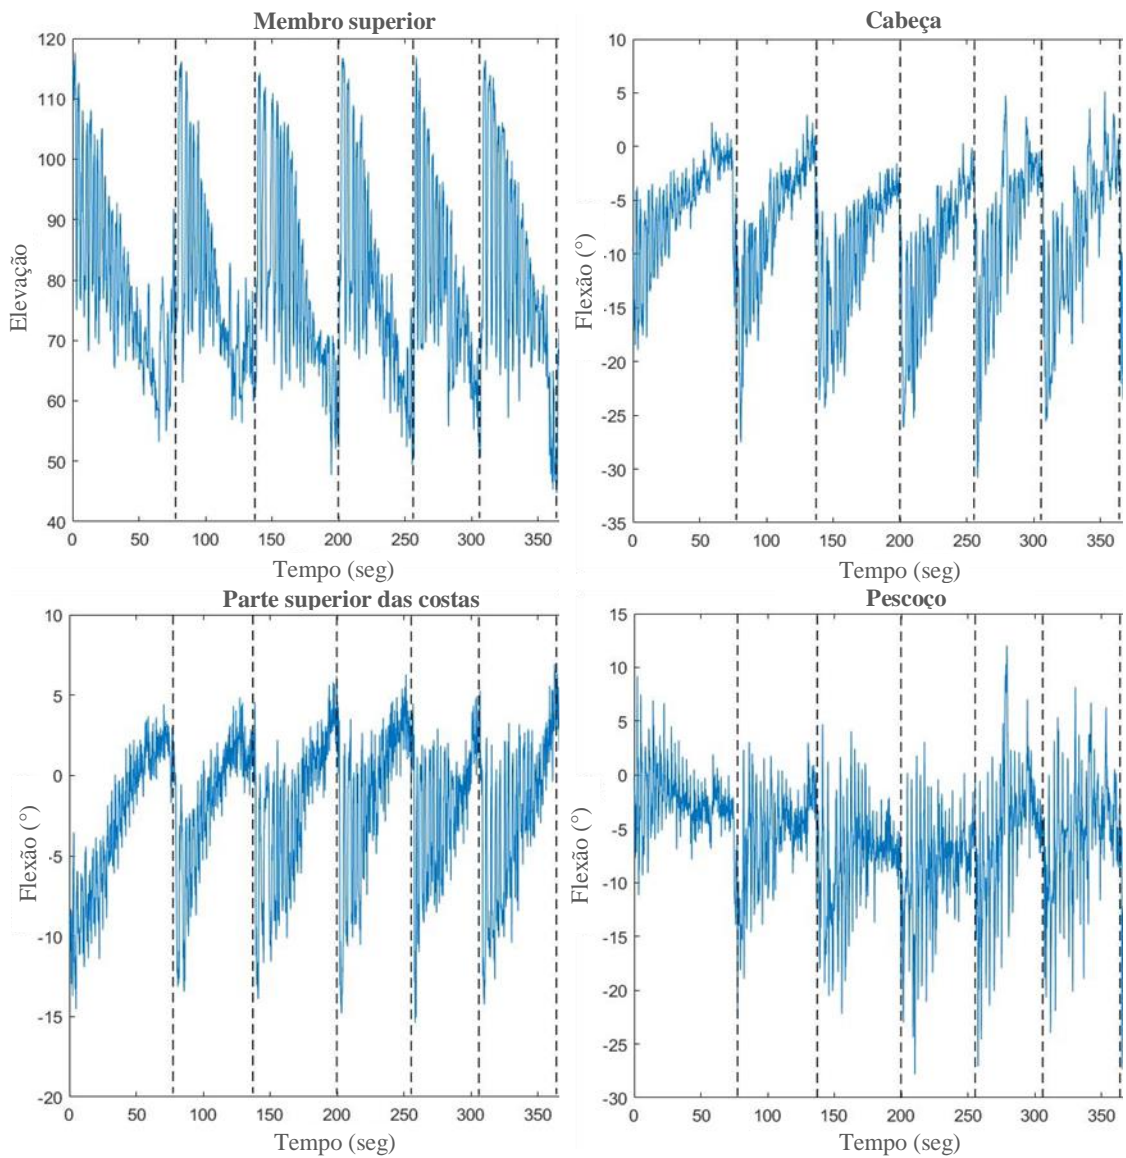 Membro superior
120
110
100
90
80
70
60
50
40
Elevação
0 50 100 150 200 250 300 350
Tempo (seg)
Cabeça
10
5
0
-5
-10
-15
-20
-25
-30
-35
Flexão (°)
0 50 100 150 200 250 300 350
Tempo (seg)
Parte superior das costas
10
5
0
-5
-10
-15
-20
Flexão (°)
0 50 100 150 200 250 300 350
Tempo (seg)
Pescoço
15
10
5
0
-5
-10
-15
-20
-25
-30
Flexão (°)
0 50 100 150 200 250 300 350
Tempo (seg)